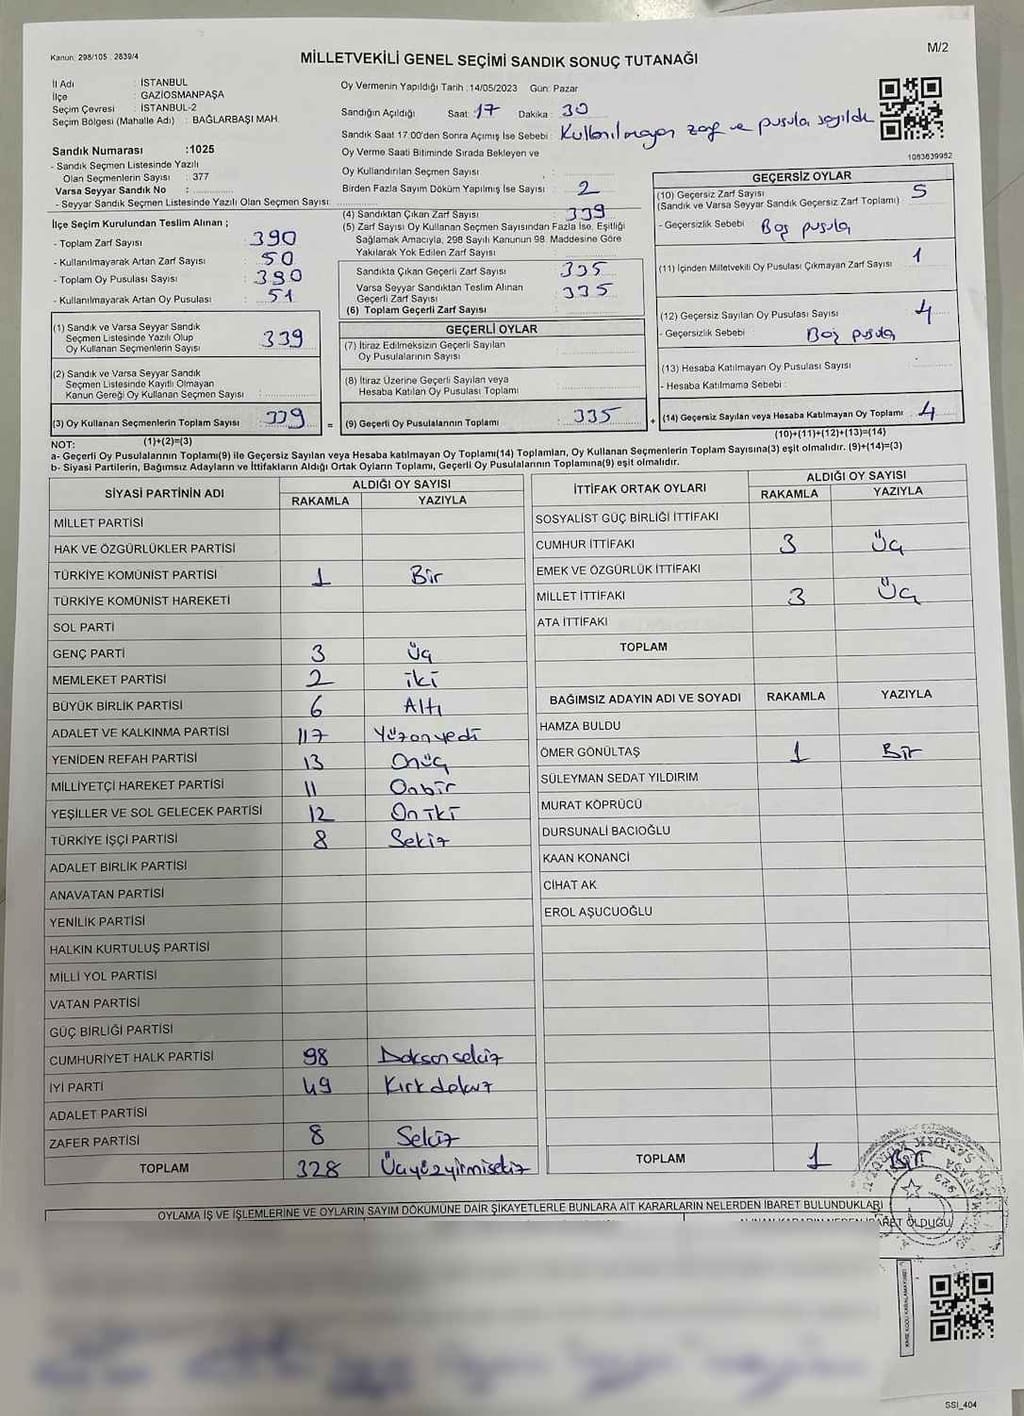 Kanun: 298/105 2839/4
MİLLETVEKİLİ GENEL SEÇİMİ SANDIK SONUÇ TUTANAĞI
M/2
İl Adı : İSTANBUL
İlçe : GAZİOSMANPAŞA
Seçim Çevresi : İSTANBUL-2
Seçim Bölgesi (Mahalle Adı) : BAĞLARBAŞI MAH.
Oy Vermenin Yapıldığı Tarih : 14/05/2023 Gün: Pazar
Sandığın Açıldığı Saat : 17 Dakika : 30
Sandık Saat 17:00'den Sonra Açımış İse Sebebi : Kullanılmayan zarf ve pusula sayıldı
Oy Verme Saati Bitiminde Sırada Bekleyen ve
Oy Kullandırılan Seçmen Sayısı :
Birden Fazla Sayım Döküm Yapılmış İse Sayısı : 2
1083639982
Sandık Numarası :1025
- Sandık Seçmen Listesinde Yazılı
Olan Seçmenlerin Sayısı : 377
Varsa Seyyar Sandık No :
- Seyyar Sandık Seçmen Listesinde Yazılı Olan Seçmen Sayısı:
İlçe Seçim Kurulundan Teslim Alınan ;
- Toplam Zarf Sayısı : 390
- Kullanılmayarak Artan Zarf Sayısı : 50
- Toplam Oy Pusulası Sayısı : 390
- Kullanılmayarak Artan Oy Pusulası : 51
(1) Sandık ve Varsa Seyyar Sandık
Seçmen Listesinde Yazılı Olup
Oy Kullanan Seçmenlerin Sayısı : 339
(2) Sandık ve Varsa Seyyar Sandık
Seçmen Listesinde Kayıtlı Olmayan
Kanun Gereği Oy Kullanan Seçmen Sayısı :
(3) Oy Kullanan Seçmenlerin Toplam Sayısı : 339
(4) Sandıktan Çıkan Zarf Sayısı : 339
(5) Zarf Sayısı Oy Kullanan Seçmen Sayısından Fazla İse, Eşitliği
Sağlamak Amacıyla, 298 Sayılı Kanunun 98. Maddesine Göre
Yakılarak Yok Edilen Zarf Sayısı :
Sandıkta Çıkan Geçerli Zarf Sayısı : 335
Varsa Seyyar Sandıktan Teslim Alınan
Geçerli Zarf Sayısı : 335
(6) Toplam Geçerli Zarf Sayısı :
GEÇERLİ OYLAR
(7) İtiraz Edilmeksizin Geçerli Sayılan
Oy Pusulalarının Sayısı :
(8) İtiraz Üzerine Geçerli Sayılan veya
Hesaba Katılan Oy Pusulası Toplamı :
= (9) Geçerli Oy Pusulalarının Toplamı : 335 +
GEÇERSİZ OYLAR
(10) Geçersiz Zarf Sayısı : 5
(Sandık ve Varsa Seyyar Sandık Geçersiz Zarf Toplamı)
- Geçersizlik Sebebi : Boş pusula
(11) İçinden Milletvekili Oy Pusulası Çıkmayan Zarf Sayısı : 1
(12) Geçersiz Sayılan Oy Pusulası Sayısı : 4
- Geçersizlik Sebebi : Boş pusula
(13) Hesaba Katılmayan Oy Pusulası Sayısı :
- Hesaba Katılmama Sebebi :
(14) Geçersiz Sayılan veya Hesaba Katılmayan Oy Toplamı : 4
(10)+(11)+(12)+(13)=(14)
NOT: (1)+(2)=(3)
a- Geçerli Oy Pusulalarının Toplamı(9) ile Geçersiz Sayılan veya Hesaba katılmayan Oy Toplamı(14) Toplamları, Oy Kullanan Seçmenlerin Toplam Sayısına(3) eşit olmalıdır. (9)+(14)=(3)
b- Siyasi Partilerin, Bağımsız Adayların ve İttifakların Aldığı Ortak Oyların Toplamı, Geçerli Oy Pusulalarının Toplamına(9) eşit olmalıdır.
SİYASİ PARTİNİN ADI ALDIĞI OY SAYISI
RAKAMLA YAZIYLA
MİLLET PARTİSİ
HAK VE ÖZGÜRLÜKLER PARTİSİ
TÜRKİYE KOMÜNİST PARTİSİ 1 Bir
TÜRKİYE KOMÜNİST HAREKETİ
SOL PARTİ
GENÇ PARTİ 3 Üç
MEMLEKET PARTİSİ 2 iki
BÜYÜK BİRLİK PARTİSİ 6 Altı
ADALET VE KALKINMA PARTİSİ 117 Yüzonyedi
YENİDEN REFAH PARTİSİ 13 Onüç
MİLLİYETÇİ HAREKET PARTİSİ 11 Onbir
YEŞİLLER VE SOL GELECEK PARTİSİ 12 On iki
TÜRKİYE İŞÇİ PARTİSİ 8 Sekiz
ADALET BİRLİK PARTİSİ
ANAVATAN PARTİSİ
YENİLİK PARTİSİ
HALKIN KURTULUŞ PARTİSİ
MİLLİ YOL PARTİSİ
VATAN PARTİSİ
GÜÇ BİRLİĞİ PARTİSİ
CUMHURİYET HALK PARTİSİ 98 Doksansekiz
İYİ PARTİ 49 Kırkdokuz
ADALET PARTİSİ
ZAFER PARTİSİ 8 Sekiz
TOPLAM 328 Üçyüzyirmisekiz
İTTİFAK ORTAK OYLARI ALDIĞI OY SAYISI
RAKAMLA YAZIYLA
SOSYALİST GÜÇ BİRLİĞİ İTTİFAKI
CUMHUR İTTİFAKI 3 Üç
EMEK VE ÖZGÜRLÜK İTTİFAKI
MİLLET İTTİFAKI 3 Üç
ATA İTTİFAKI
TOPLAM
BAĞIMSIZ ADAYIN ADI VE SOYADI RAKAMLA YAZIYLA
HAMZA BULDU
ÖMER GÖNÜLTAŞ 1 Bir
SÜLEYMAN SEDAT YILDIRIM
MURAT KÖPRÜCÜ
DURSUNALİ BACIOĞLU
KAAN KONANCİ
CİHAT AK
EROL AŞUCUOĞLU
TOPLAM 1 Bir
OYLAMA İŞ VE İŞLEMLERİNE VE OYLARIN SAYIM DÖKÜMÜNE DAİR ŞİKAYETLERLE BUNLARA AİT KARARLARIN NELERDEN İBARET BULUNDUKLARI
OLDUĞU
SSI_404